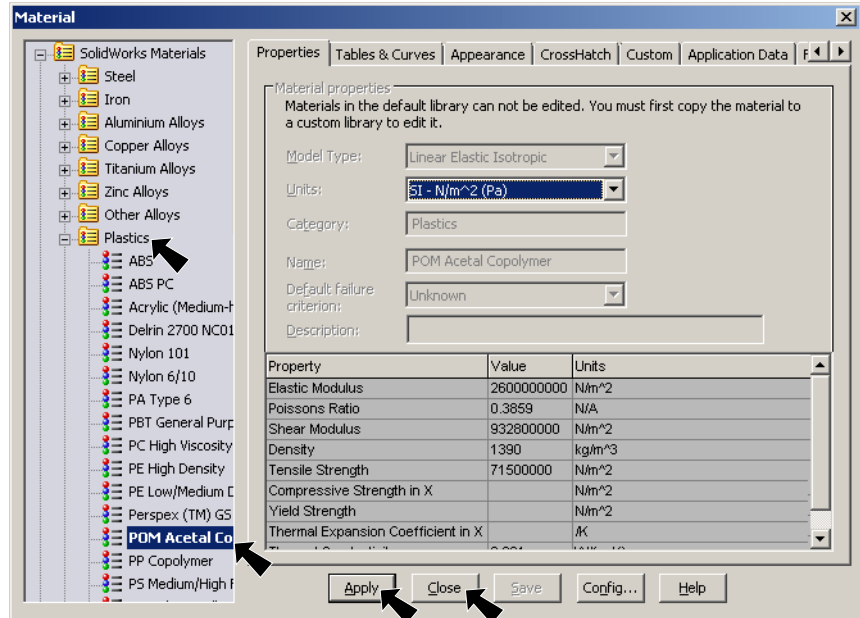 Material
SolidWorks Materials
Steel
Iron
Aluminium Alloys
Copper Alloys
Titanium Alloys
Zinc Alloys
Other Alloys
Plastics
ABS
ABS PC
Acrylic (Medium-h
Delrin 2700 NC01
Nylon 101
Nylon 6/10
PA Type 6
PBT General Purp
PC High Viscosity
PE High Density
PE Low/Medium D
Perspex (TM) GS
POM Acetal Co
PP Copolymer
PS Medium/High F
Properties Tables & Curves Appearance CrossHatch Custom Application Data F
Material properties
Materials in the default library can not be edited. You must first copy the material to
a custom library to edit it.
Model Type: Linear Elastic Isotropic
Units: SI - N/m^2 (Pa)
Category: Plastics
Name: POM Acetal Copolymer
Default failure
criterion: Unknown
Description:
Property Value Units
Elastic Modulus 2600000000 N/m^2
Poissons Ratio 0.3859 N/A
Shear Modulus 932800000 N/m^2
Density 1390 kg/m^3
Tensile Strength 71500000 N/m^2
Compressive Strength in X N/m^2
Yield Strength N/m^2
Thermal Expansion Coefficient in X /K
Apply Close Save Config... Help